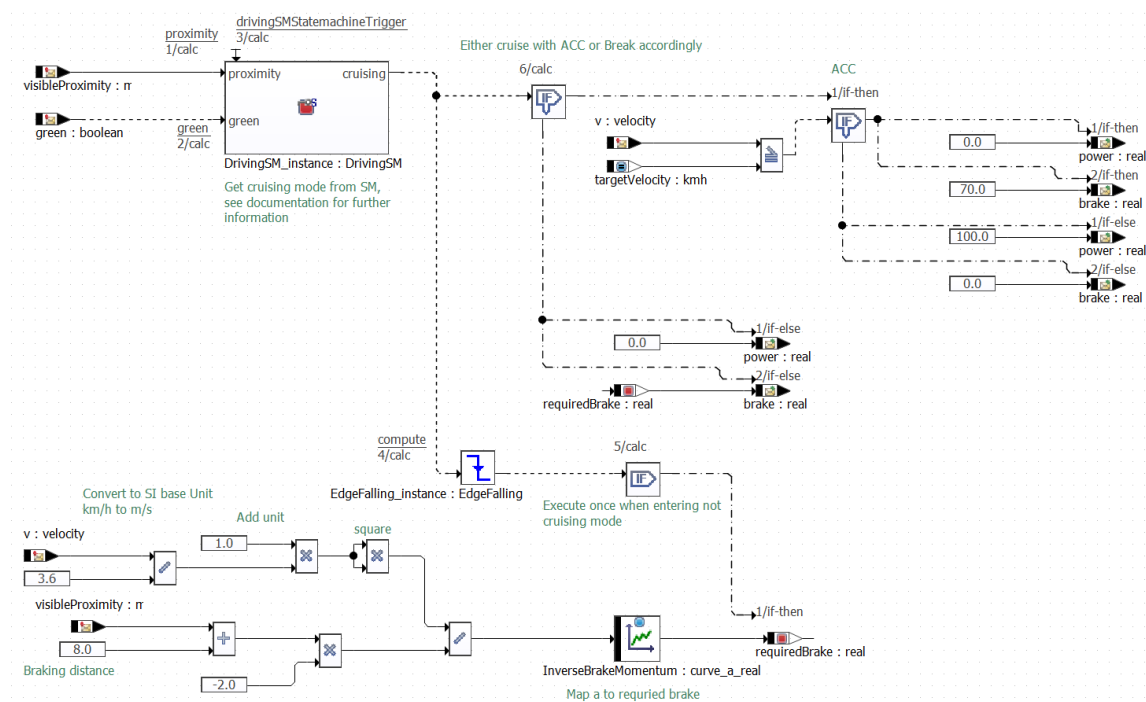 drivingSMStatemachineTrigger
3/calc
proximity
1/calc
visibleProximity : m
proximity
cruising
green : boolean
green
2/calc
green
DrivingSM_instance : DrivingSM
Get cruising mode from SM,
see documentation for further
information
Either cruise with ACC or Break accordingly
6/calc
IF
ACC
1/if-then
IF
v : velocity
targetVelocity : kmh
1/if-then
0.0
power : real
2/if-then
70.0
brake : real
1/if-else
100.0
power : real
2/if-else
0.0
brake : real
1/if-else
0.0
power : real
2/if-else
requiredBrake : real
brake : real
compute
4/calc
EdgeFalling_instance : EdgeFalling
5/calc
IF
Execute once when entering not
cruising mode
Convert to SI base Unit
km/h to m/s
v : velocity
3.6
Add unit
1.0
square
visibleProximity : m
8.0
Braking distance
-2.0
InverseBrakeMomentum : curve_a_real
Map a to requried brake
1/if-then
requiredBrake : real